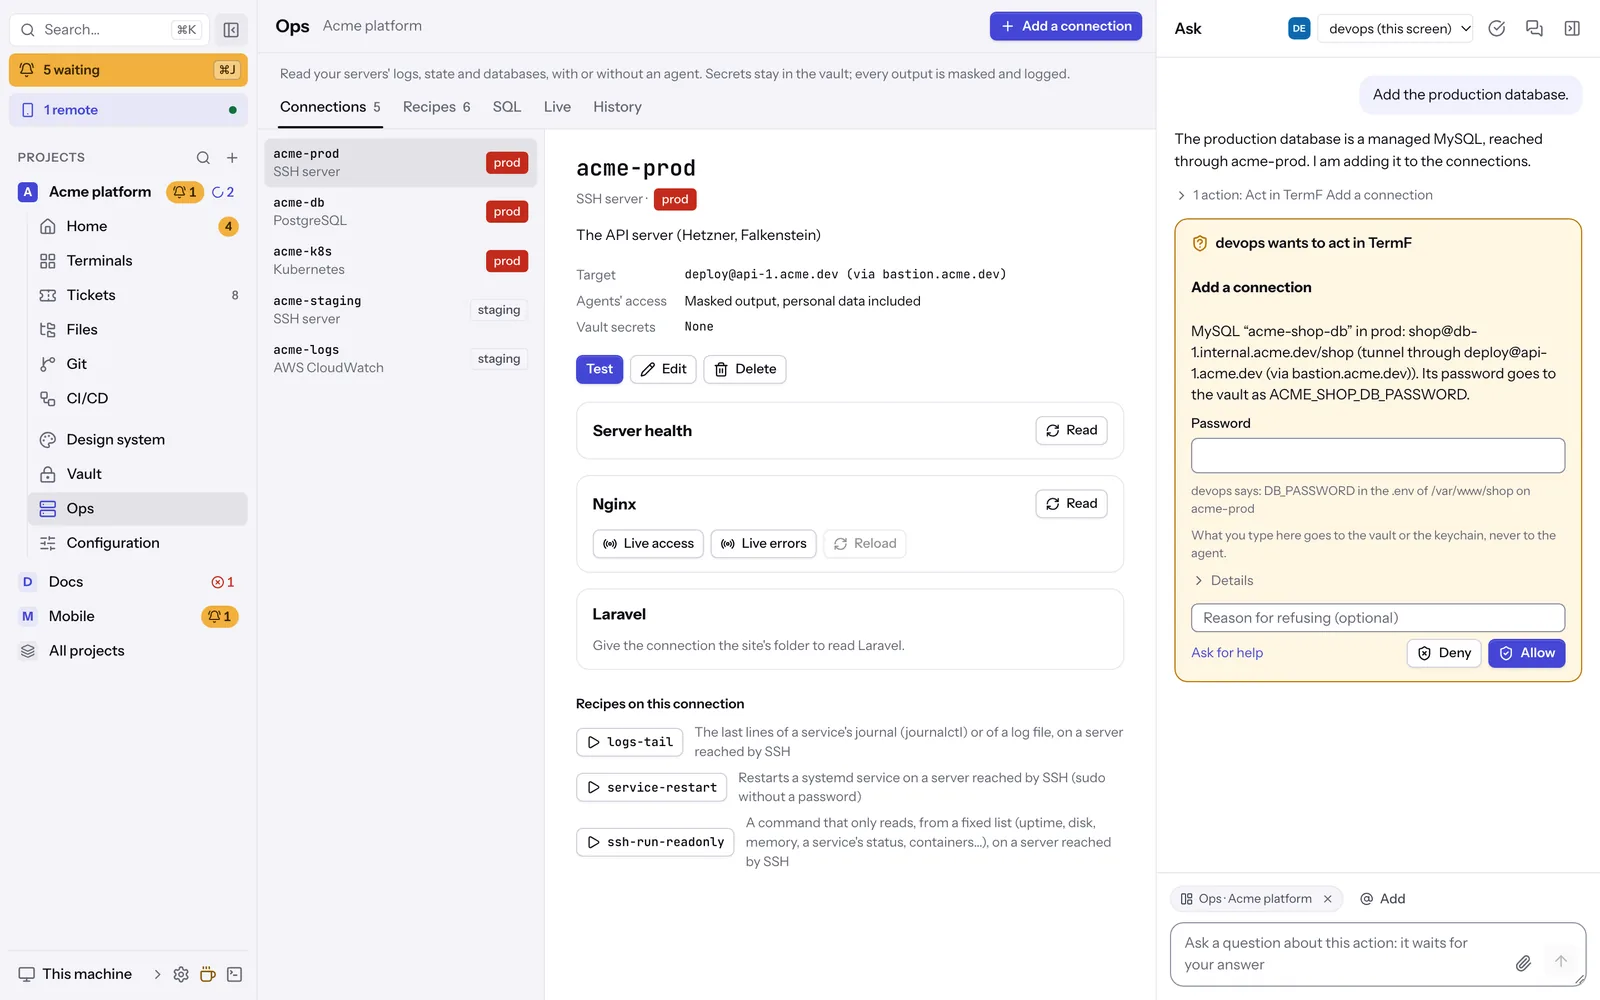 Search...
⌘K
5 waiting
⌘J
1 remote
PROJECTS
A
Acme platform
1
2
Home
4
Terminals
Tickets
8
Files
Git
CI/CD
Design system
Vault
Ops
Configuration
D
Docs
1
M
Mobile
1
All projects
This machine
Ops
Acme platform
Add a connection
Read your servers' logs, state and databases, with or without an agent. Secrets stay in the vault; every output is masked and logged.
Connections 5
Recipes 6
SQL
Live
History
acme-prod
SSH server
prod
acme-db
PostgreSQL
prod
acme-k8s
Kubernetes
prod
acme-staging
SSH server
staging
acme-logs
AWS CloudWatch
staging
acme-prod
SSH server · prod
The API server (Hetzner, Falkenstein)
Target
deploy@api-1.acme.dev (via bastion.acme.dev)
Agents' access
Masked output, personal data included
Vault secrets
None
Test
Edit
Delete
Server health
Read
Nginx
Read
Live access
Live errors
Reload
Laravel
Give the connection the site's folder to read Laravel.
Recipes on this connection
logs-tail
The last lines of a service's journal (journalctl) or of a log file, on a server
reached by SSH
service-restart
Restarts a systemd service on a server reached by SSH (sudo
without a password)
ssh-run-readonly
A command that only reads, from a fixed list (uptime, disk,
memory, a service's status, containers...), on a server reached
by SSH
Ask
DE
devops (this screen)
Add the production database.
The production database is a managed MySQL, reached
through acme-prod. I am adding it to the connections.
1 action: Act in TermF Add a connection
devops wants to act in TermF
Add a connection
MySQL “acme-shop-db” in prod: shop@db-
1.internal.acme.dev/shop (tunnel through deploy@api-
1.acme.dev (via bastion.acme.dev)). Its password goes to
the vault as ACME_SHOP_DB_PASSWORD.
Password
devops says: DB_PASSWORD in the .env of /var/www/shop on
acme-prod
What you type here goes to the vault or the keychain, never to the
agent.
Details
Reason for refusing (optional)
Ask for help
Deny
Allow
Ops · Acme platform
@ Add
Ask a question about this action: it waits for
your answer